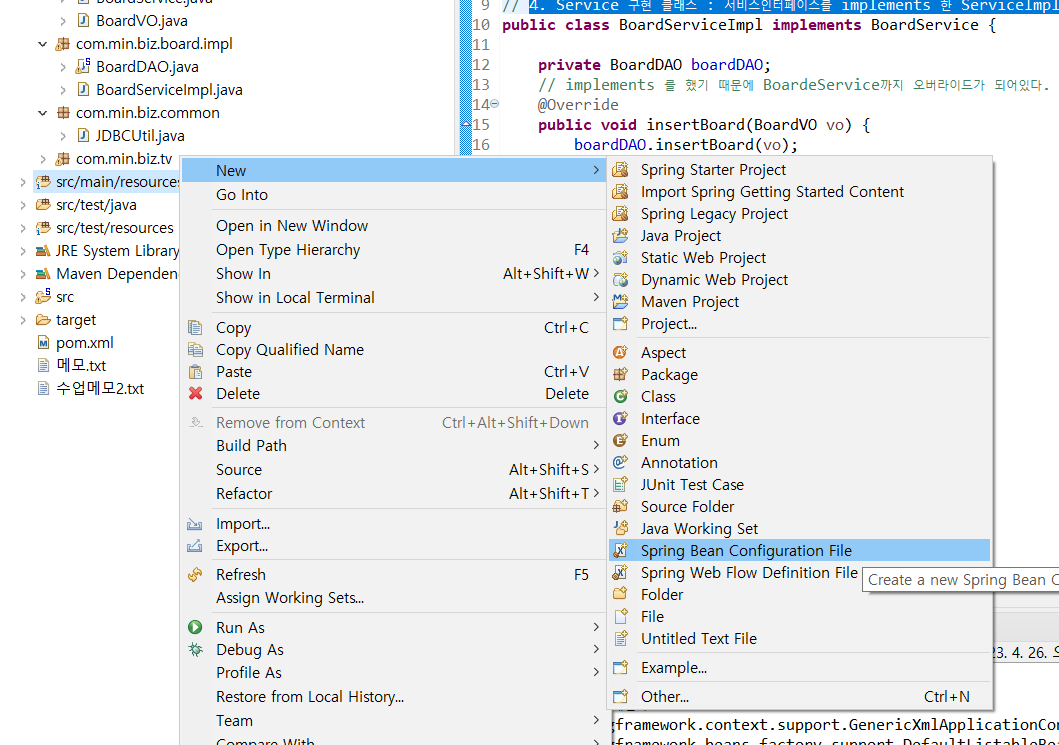 BoardService.java
BoardVO.java
com.min.biz.board.impl
BoardDAO.java
BoardServiceImpl.java
com.min.biz.common
JDBCUtil.java
com.min.biz.tv
src/main/resources
src/test/java
src/test/resources
JRE System Library
Maven Dependen
src
target
pom.xml
메모.txt
수업메모2.txt
9 // 4. Service 구현 클래스 : 서비스인터페이스를 implements 한 ServiceImpl
10 public class BoardServiceImpl implements BoardService {
11
12 private BoardDAO boardDAO;
13 // implements 를 했기 때문에 BoardeService까지 오버라이드가 되어있다.
14 @Override
15 public void insertBoard(BoardVO vo) {
16 boardDAO.insertBoard(vo);
New
Go Into
Open in New Window
Open Type Hierarchy F4
Show In Alt+Shift+W
Show in Local Terminal
Copy Ctrl+C
Copy Qualified Name
Paste Ctrl+V
Delete Delete
Remove from Context Ctrl+Alt+Shift+Down
Build Path
Source Alt+Shift+S
Refactor Alt+Shift+T
Import...
Export...
Refresh F5
Assign Working Sets...
Run As
Debug As
Profile As
Restore from Local History...
Team
Compare With
Spring Starter Project
Import Spring Getting Started Content
Spring Legacy Project
Java Project
Static Web Project
Dynamic Web Project
Maven Project
Project...
Aspect
Package
Class
Interface
Enum
Annotation
JUnit Test Case
Source Folder
Java Working Set
Spring Bean Configuration File
Spring Web Flow Definition File
Folder
File
Untitled Text File
Example...
Other... Ctrl+N
Create a new Spring Bean C
23. 4. 26. 오
gframework.context.support.GenericXmlApplicationCon
gframework.beans.factory.support.DefaultListableBea